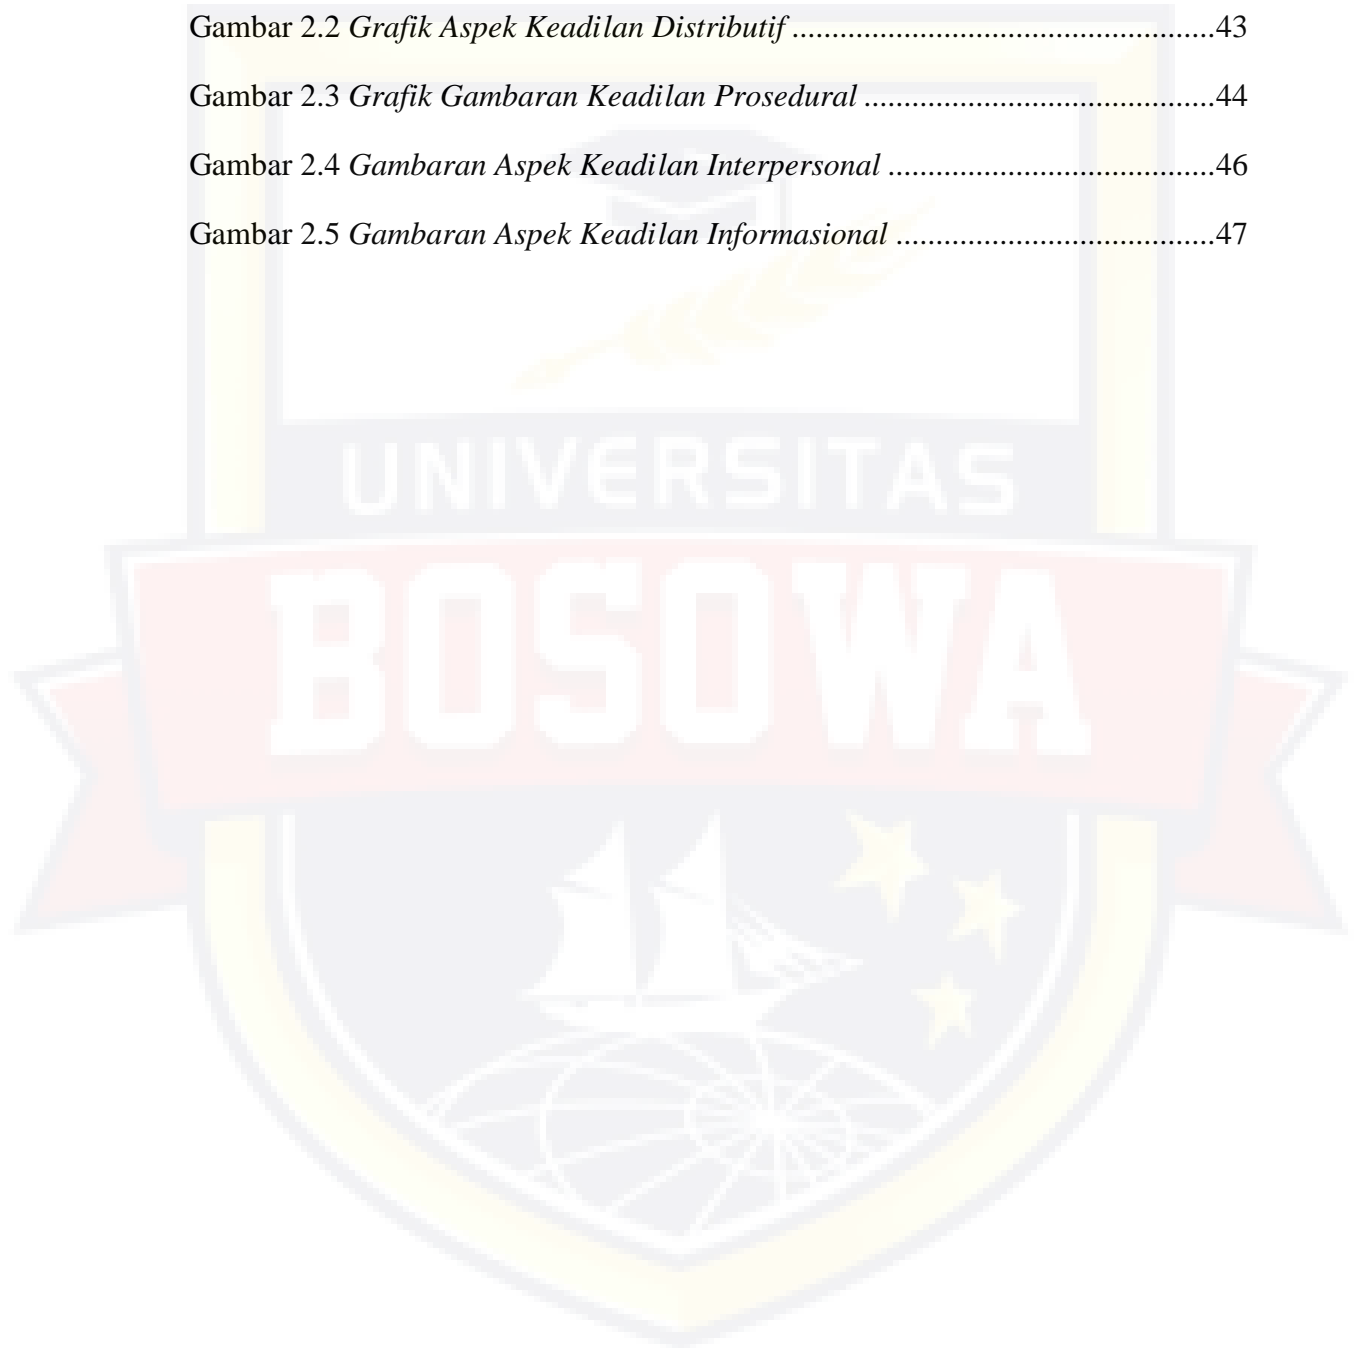 Gambar 2.2 Grafik Aspek Keadilan Distributif .....................................................43
Gambar 2.3 Grafik Gambaran Keadilan Prosedural ............................................44
Gambar 2.4 Gambaran Aspek Keadilan Interpersonal .........................................46
Gambar 2.5 Gambaran Aspek Keadilan Informasional ........................................47
UNIVERSITAS
BOSOWA